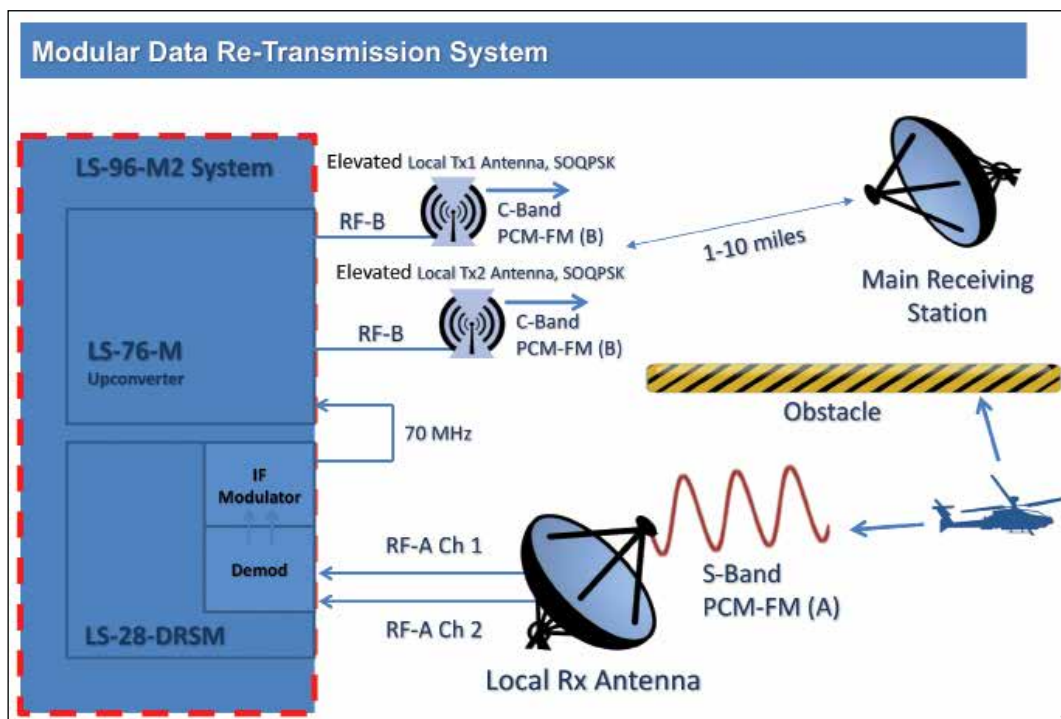 Modular Data Re-Transmission System
LS-96-M2 System
Elevated Local Tx1 Antenna, SOQPSK
RF-B
C-Band
PCM-FM (B)
Elevated Local Tx2 Antenna, SOQPSK
RF-B
C-Band
PCM-FM (B)
1-10 miles
Main Receiving
Station
LS-76-M
Upconverter
Obstacle
70 MHz
IF
Modulator
Demod
RF-A Ch 1
RF-A Ch 2
S-Band
PCM-FM (A)
LS-28-DRSM
Local Rx Antenna